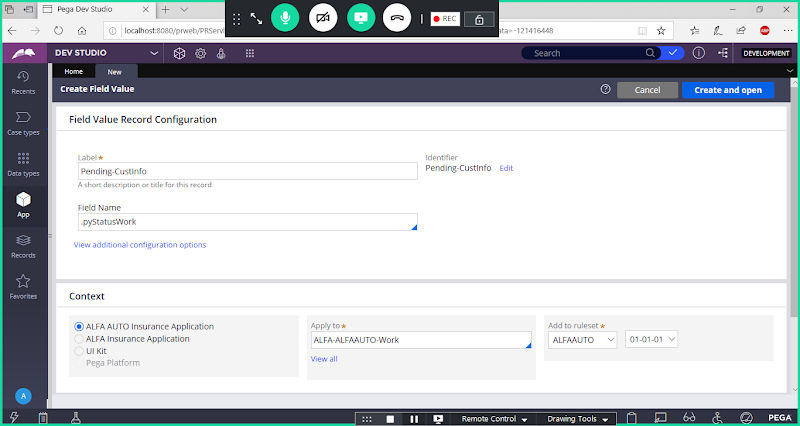 Pega Dev Studio
localhost:8080/prweb/PRServl
ata=-121416448
REC
DEV STUDIO
Search
DEVELOPMENT
Home
New
Recents
Create Field Value
Cancel
Create and open
Case types
Field Value Record Configuration
Label *
Identifier
Pending-CustInfo
Pending-CustInfo Edit
A short description or title for this record
Data types
Field Name
.pyStatusWork
App
View additional configuration options
Records
Favorites
Context
ALFA AUTO Insurance Application
ALFA Insurance Application
UI Kit
Pega Platform
Apply to *
ALFA-ALFAAUTO-Work
View all
Add to ruleset *
ALFAAUTO 01-01-01
A
Remote Control
Drawing Tools
PEGA